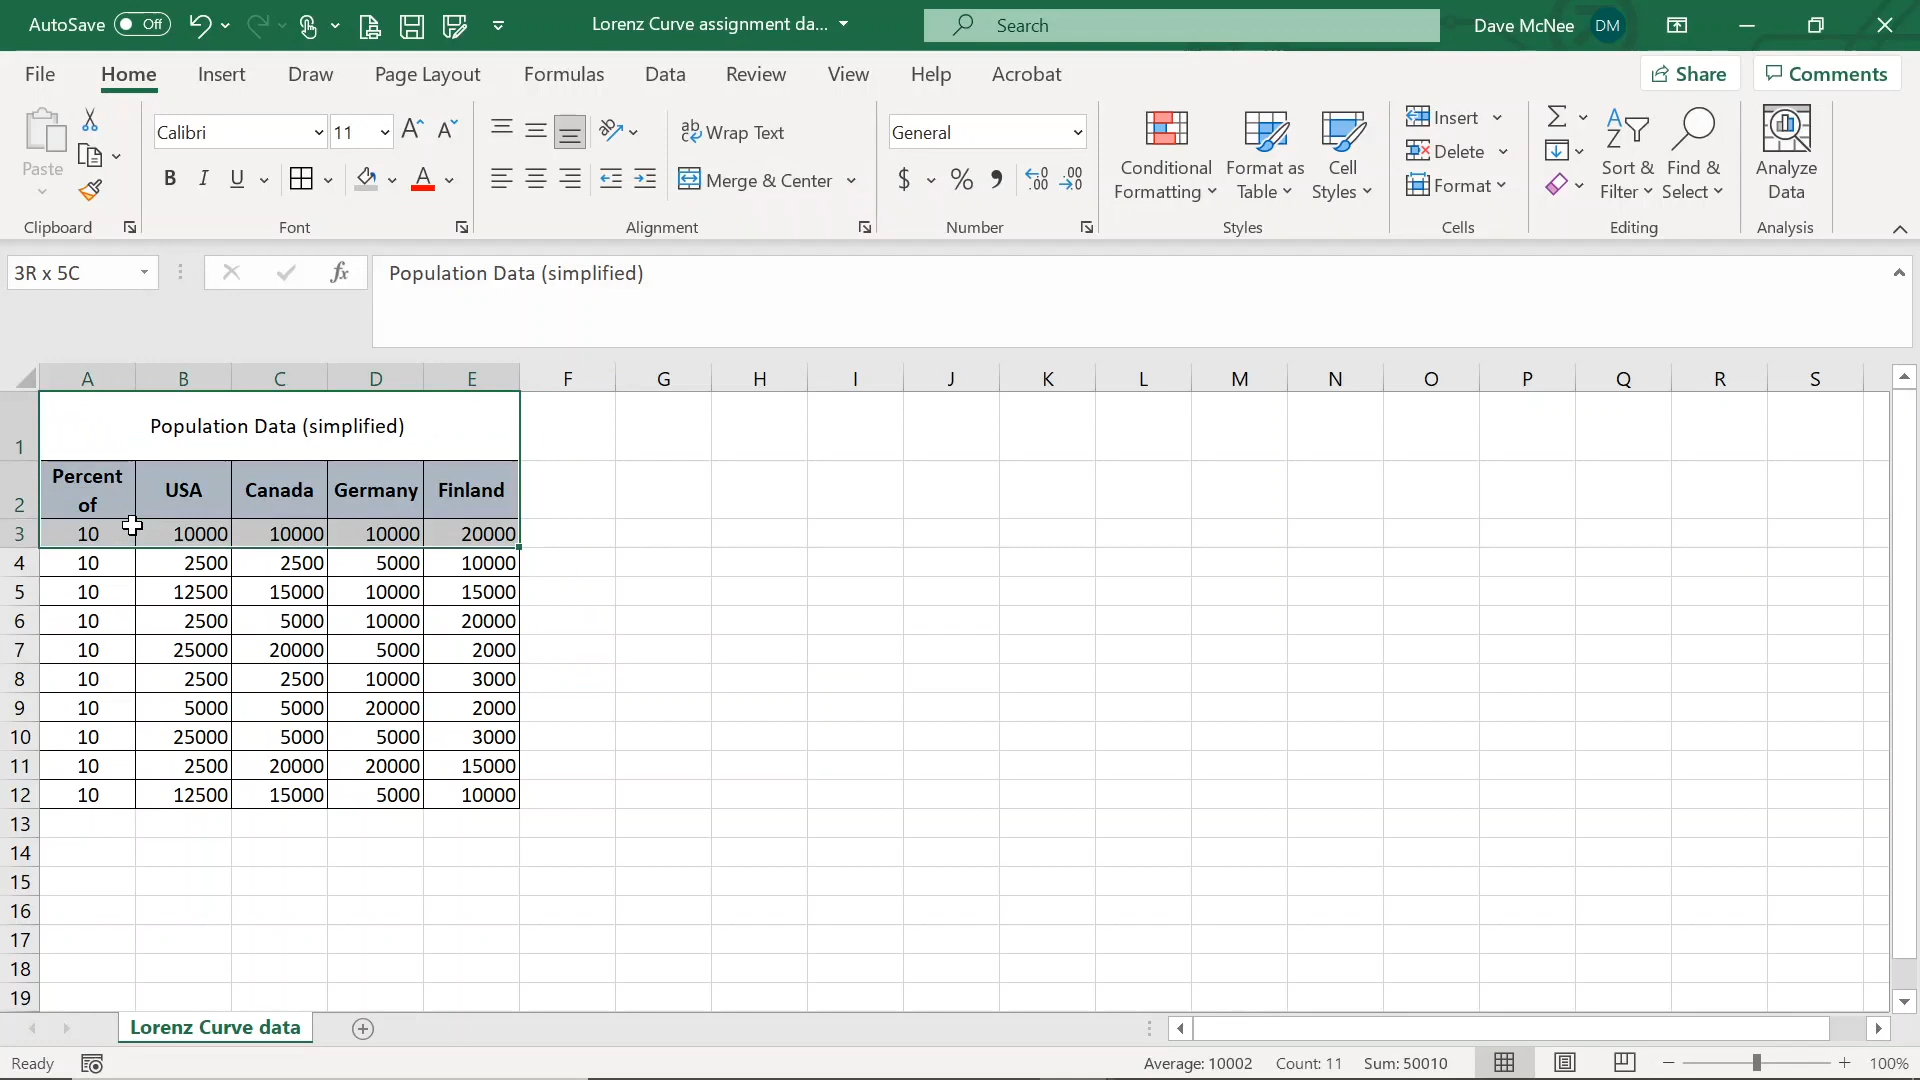 AutoSave Off Lorenz Curve assignment da... Search Dave McNee DM
File Home Insert Draw Page Layout Formulas Data Review View Help Acrobat Share Comments
Paste Calibri 11 Wrap Text General Conditional Formatting Format as Table Cell Styles Insert Sort & Filter Find & Select Analyze Data
B I U Merge & Center $ % Delete
Format
Clipboard Font Alignment Number Styles Cells Editing Analysis
3R x 5C fx Population Data (simplified)
A B C D E F G H I J K L M N O P Q R S
1 Population Data (simplified)
2 Percent of USA Canada Germany Finland
3 10 10000 10000 10000 20000
4 10 2500 2500 5000 10000
5 10 12500 15000 10000 15000
6 10 2500 5000 10000 20000
7 10 25000 20000 5000 2000
8 10 2500 2500 10000 3000
9 10 5000 5000 20000 2000
10 10 25000 5000 5000 3000
11 10 2500 20000 20000 15000
12 10 12500 15000 5000 10000
13
14
15
16
17
18
19
Lorenz Curve data
Ready Average: 10002 Count: 11 Sum: 50010 100%